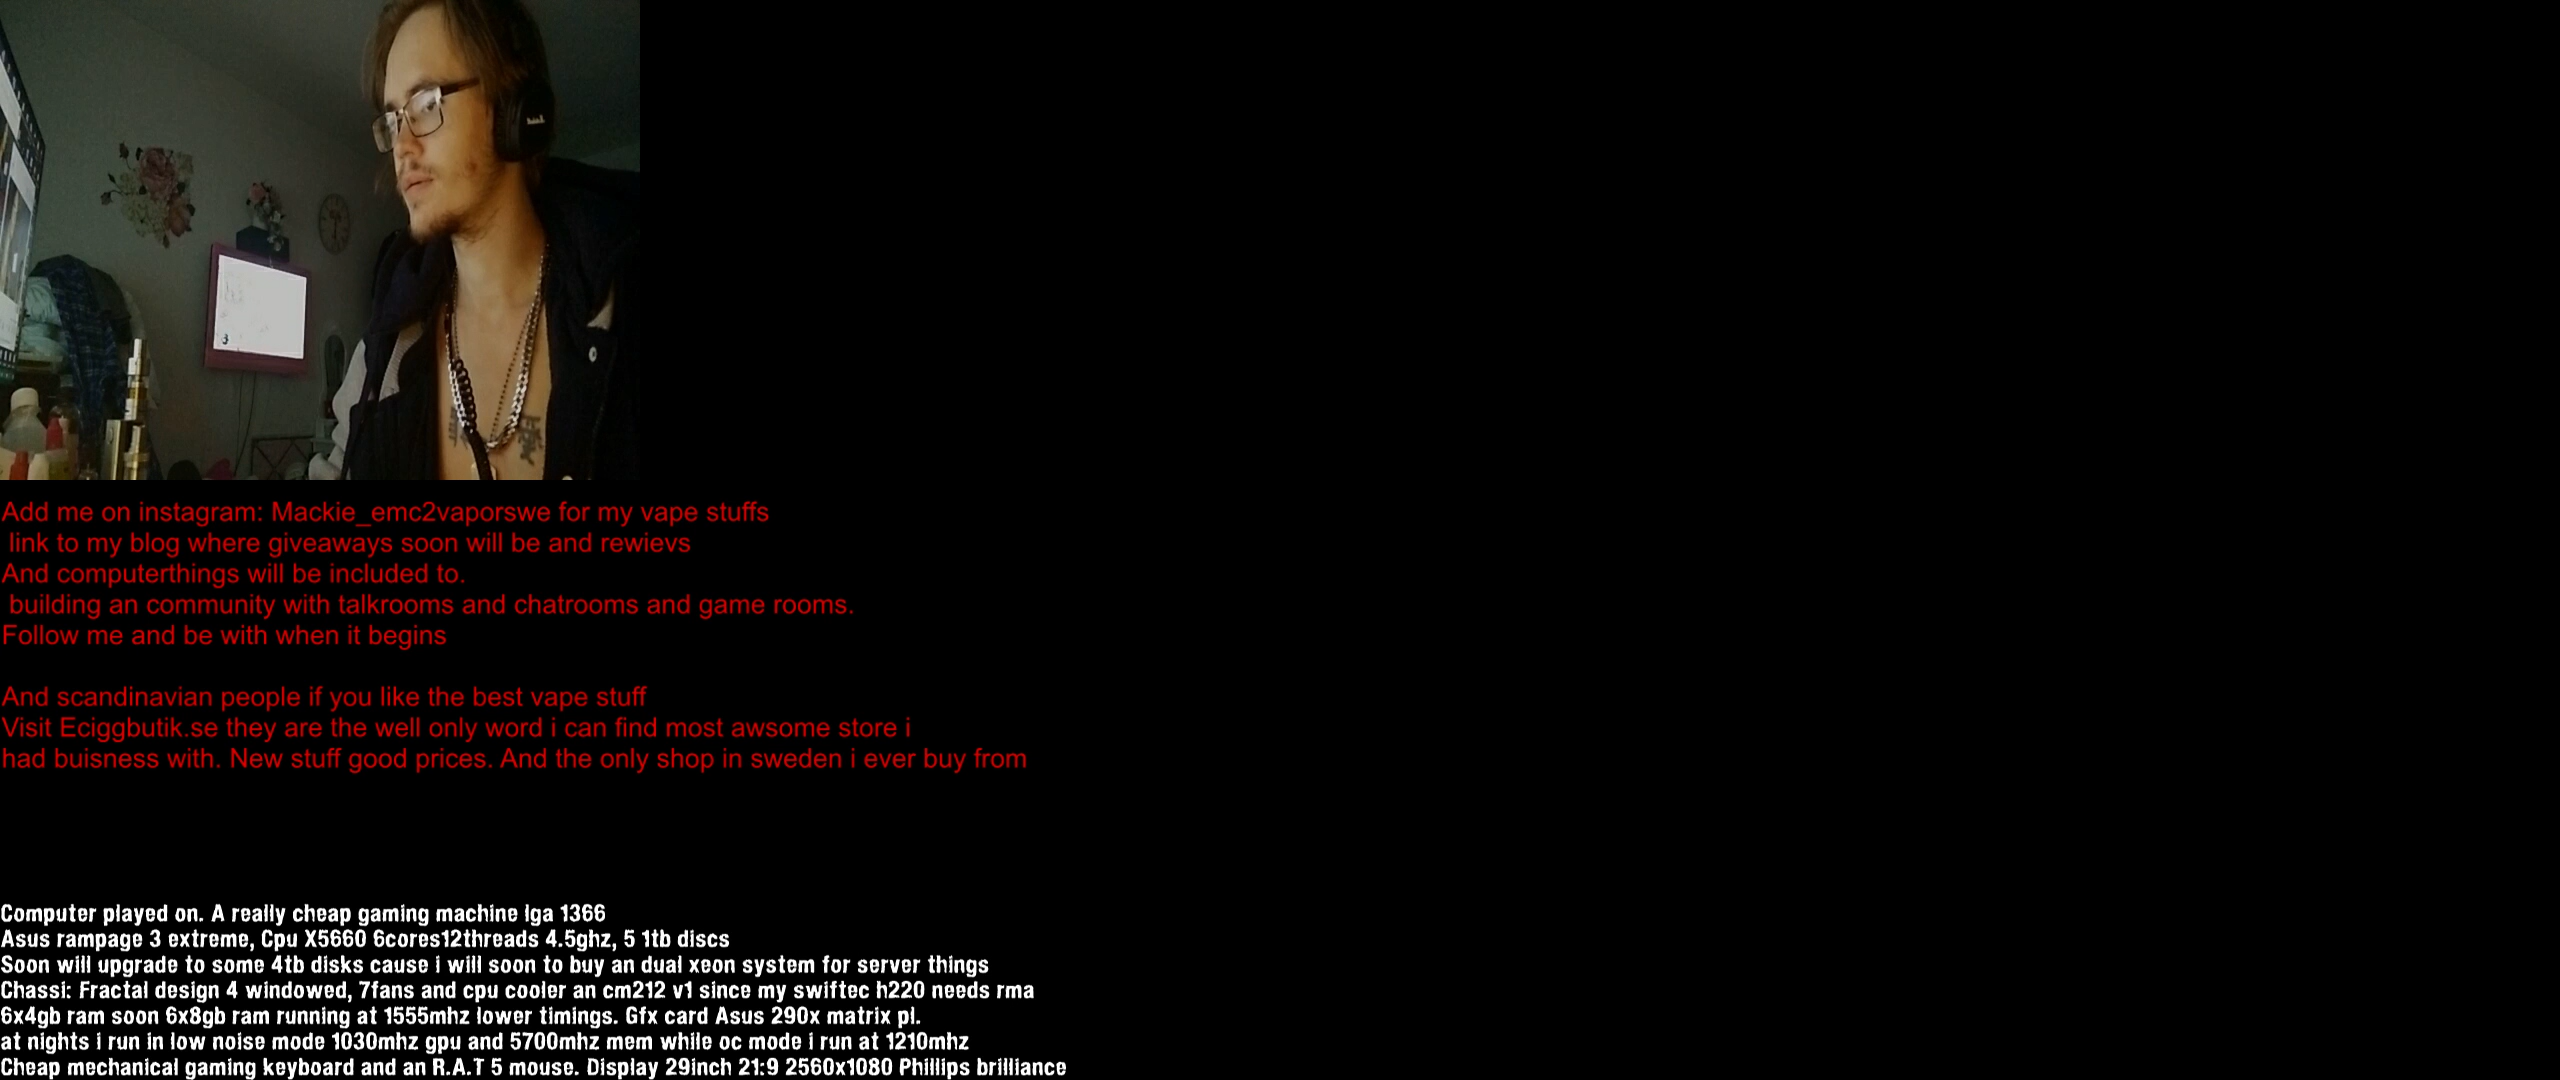 Add me on instagram: Mackie_emc2vaporswe for my vape stuffs
link to my blog where giveaways soon will be and rewievs
And computerthings will be included to.
building an community with talkrooms and chatrooms and game rooms.
Follow me and be with when it begins
And scandinavian people if you like the best vape stuff
Visit Eciggbutik.se they are the well only word i can find most awsome store i
had buisness with. New stuff good prices. And the only shop in sweden i ever buy from
Computer played on. A really cheap gaming machine lga 1366
Asus rampage 3 extreme, Cpu X5660 6cores12threads 4.5ghz, 5 1tb discs
Soon will upgrade to some 4tb disks cause i will soon to buy an dual xeon system for server things
Chassi: Fractal design 4 windowed, 7fans and cpu cooler an cm212 v1 since my swiftec h220 needs rma
6x4gb ram soon 6x8gb ram running at 1555mhz lower timings. Gfx card Asus 290x matrix pl.
at nights i run in low noise mode 1030mhz gpu and 5700mhz mem while oc mode i run at 1210mhz
Cheap mechanical gaming keyboard and an R.A.T 5 mouse. Display 29inch 21:9 2560x1080 Phillips brilliance